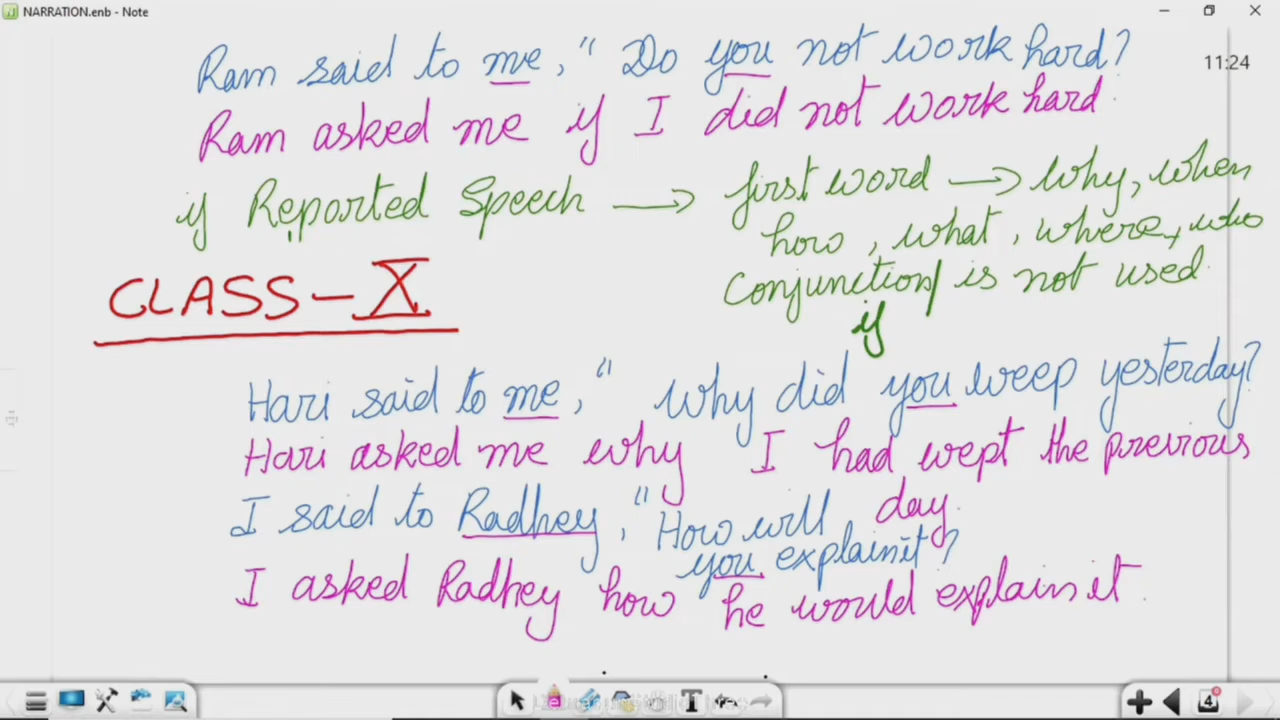 NARRATION.enb - Note
11:24
Ram said to me, " Do you not work hard?
Ram asked me if I did not work hard.
if Reported Speech → first word → why, when
how, what, where, who
Conjunction is not used.
if
CLASS - X
Hari said to me, " Why did you weep yesterday?
Hari asked me why I had wept the previous
day.
I said to Radhey, " How will
you explain it?
I asked Radhey how he would explain it.
T
4